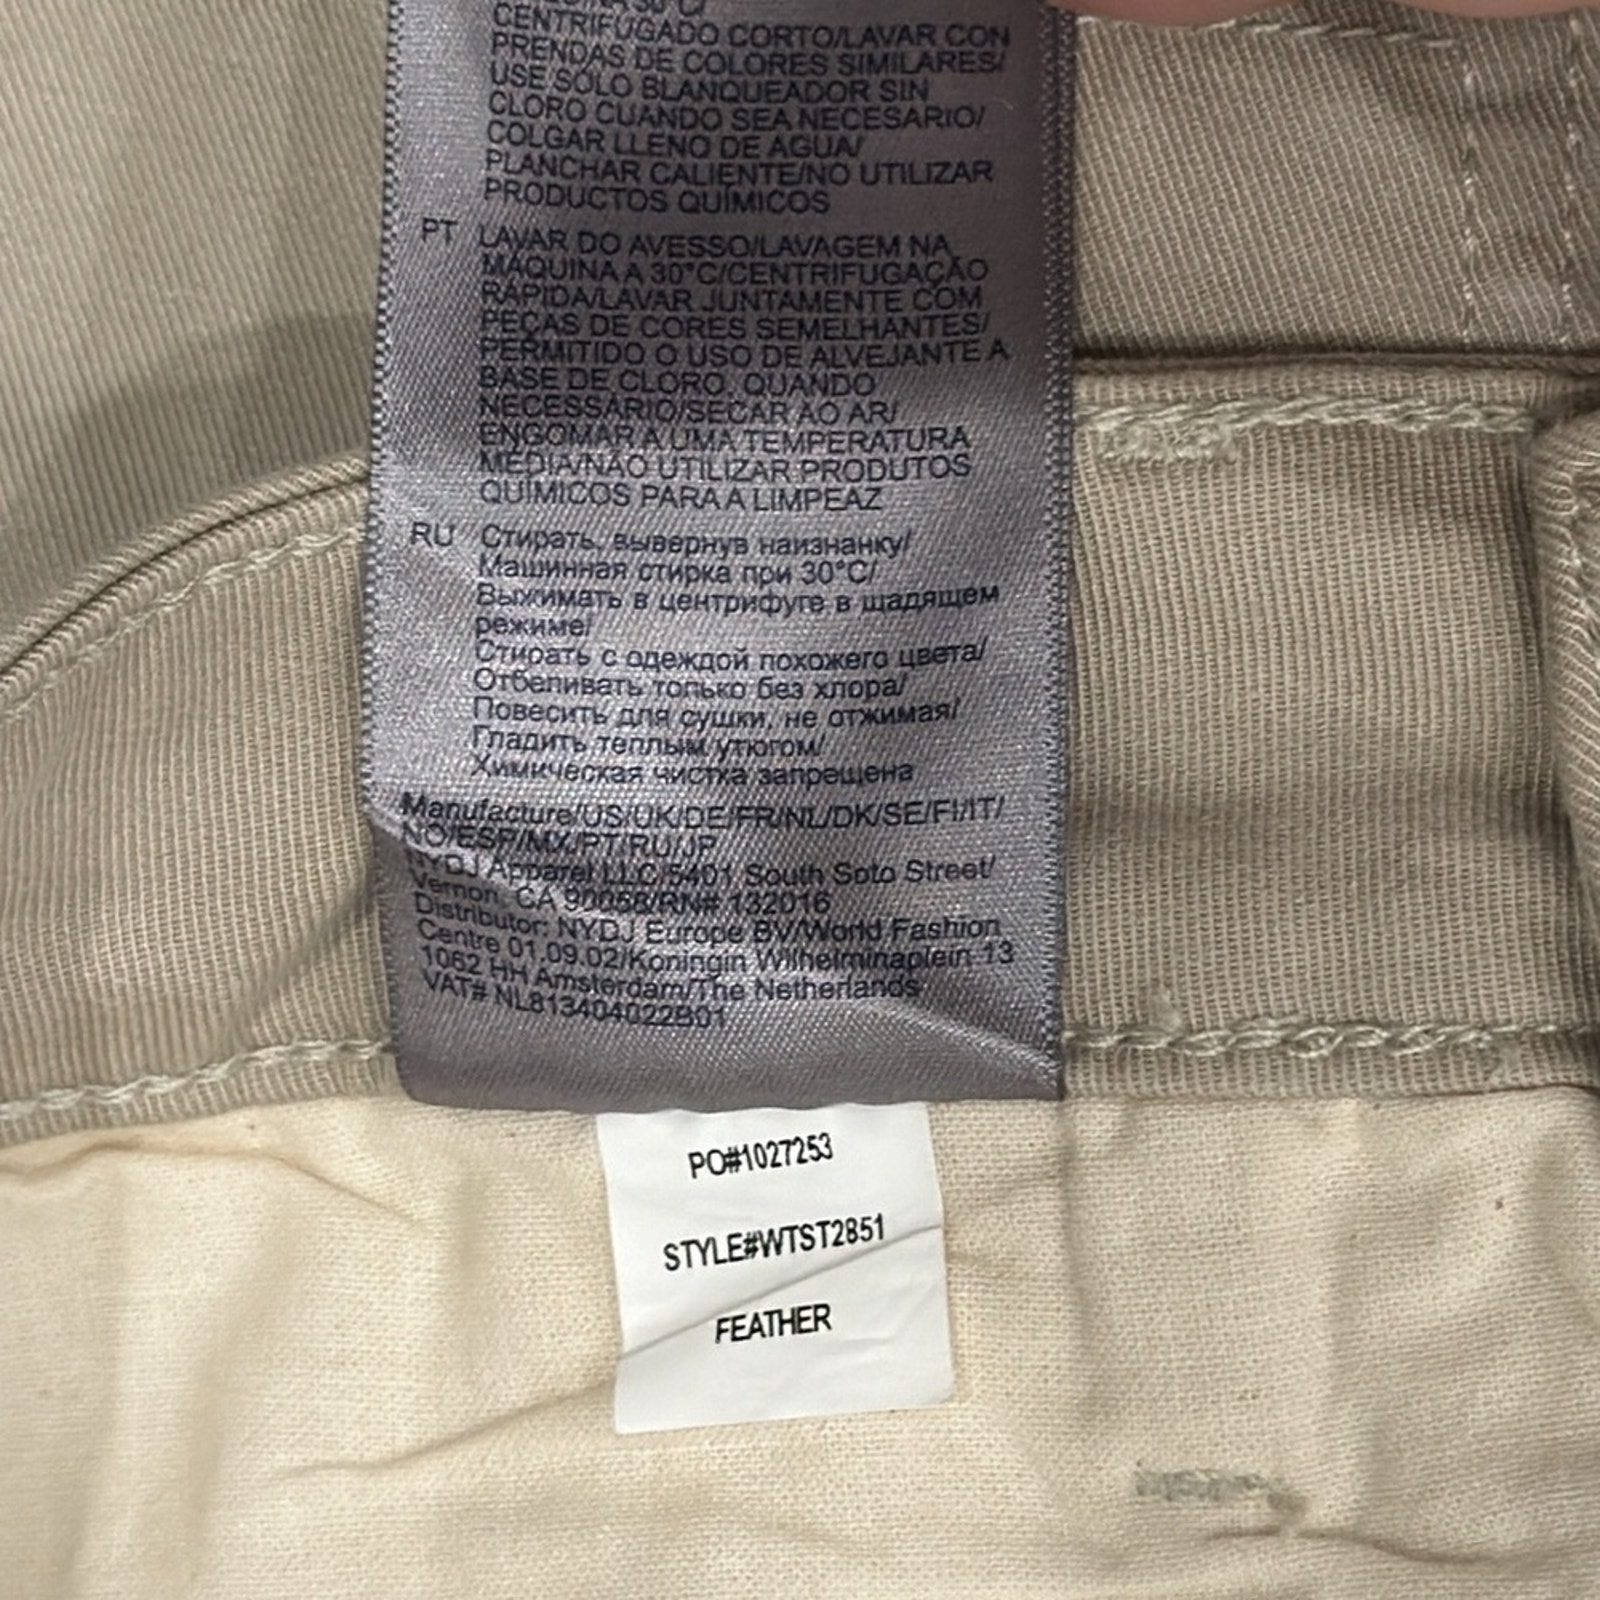 CENTRIFUGADO CORTO/LAVAR CON
PRENDAS DE COLORES SIMILARES/
USE SÓLO BLANQUEADOR SIN
CLORO CUANDO SEA NECESARIO/
COLGAR LLENO DE AGUA/
PLANCHAR CALIENTE/NO UTILIZAR
PRODUCTOS QUÍMICOS
PT LAVAR DO AVESSO/LAVAGEM NA
MÁQUINA A 30°C/CENTRIFUGAÇÃO
RÁPIDA/LAVAR JUNTAMENTE COM
PEÇAS DE CORES SEMELHANTES/
PERMITIDO O USO DE ALVEJANTE A
BASE DE CLORO, QUANDO
NECESSÁRIO/SECAR AO AR/
ENGOMAR A UMA TEMPERATURA
MÉDIA/NÃO UTILIZAR PRODUTOS
QUÍMICOS PARA A LIMPEAZ
RU Стирать, вывернув наизнанку/
Машинная стирка при 30°C/
Выжимать в центрифуге в щадящем
режиме/
Стирать с одеждой похожего цвета/
Отбеливать только без хлора/
Повесить для сушки, не отжимая/
Гладить теплым утюгом/
Химическая чистка запрещена
Manufacture/US/UK/DE/FR/NL/DK/SE/FI/IT/
NO/ESP/MX/PT/RU/JP
NYDJ Apparel LLC/5401 South Soto Street/
Vernon, CA 90058/RN# 132016
Distributor: NYDJ Europe BV/World Fashion
Centre 01.09.02/Koningin Wilhelminaplein 13
1062 HH Amsterdam/The Netherlands
VAT# NL813404022B01
PO#1027253
STYLE#WTST2851
FEATHER